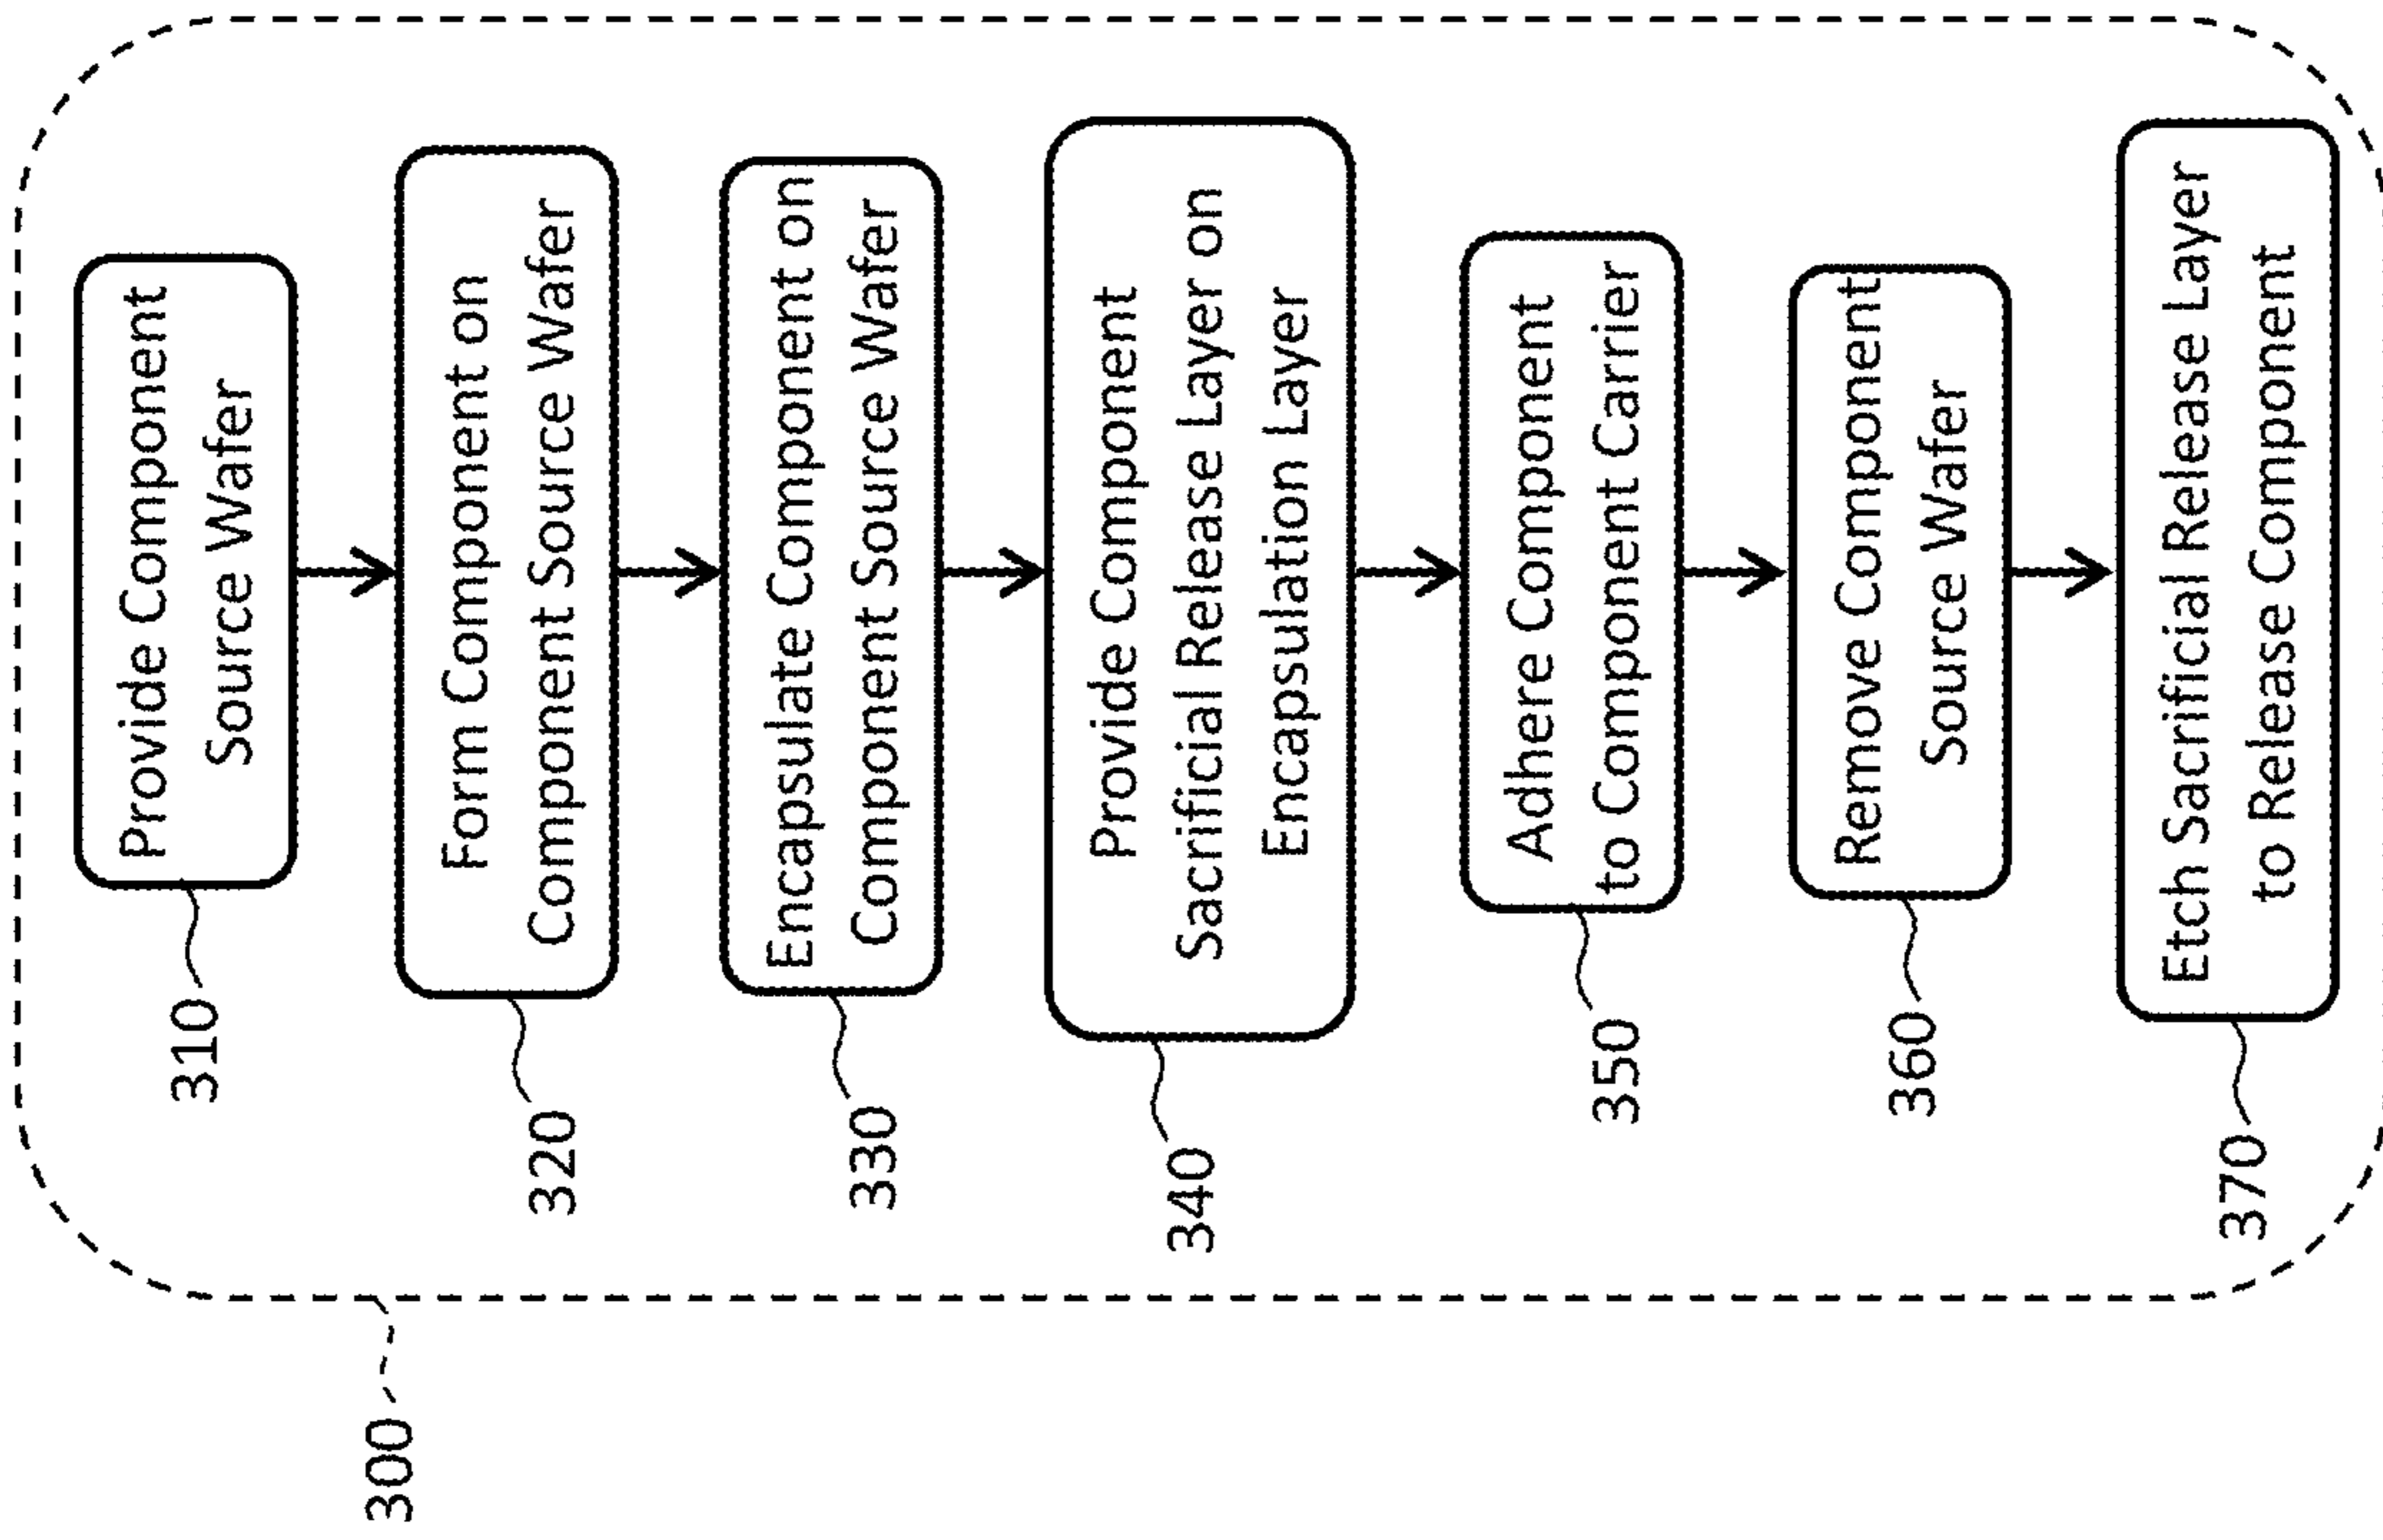 300
310
Provide Component
Source Wafer
320
Form Component on
Component Source Wafer
330
Encapsulate Component on
Component Source Wafer
340
Provide Component
Sacrificial Release Layer on
Encapsulation Layer
350
Adhere Component
to Component Carrier
360
Remove Component
Source Wafer
370
Etch Sacrificial Release Layer
to Release Component